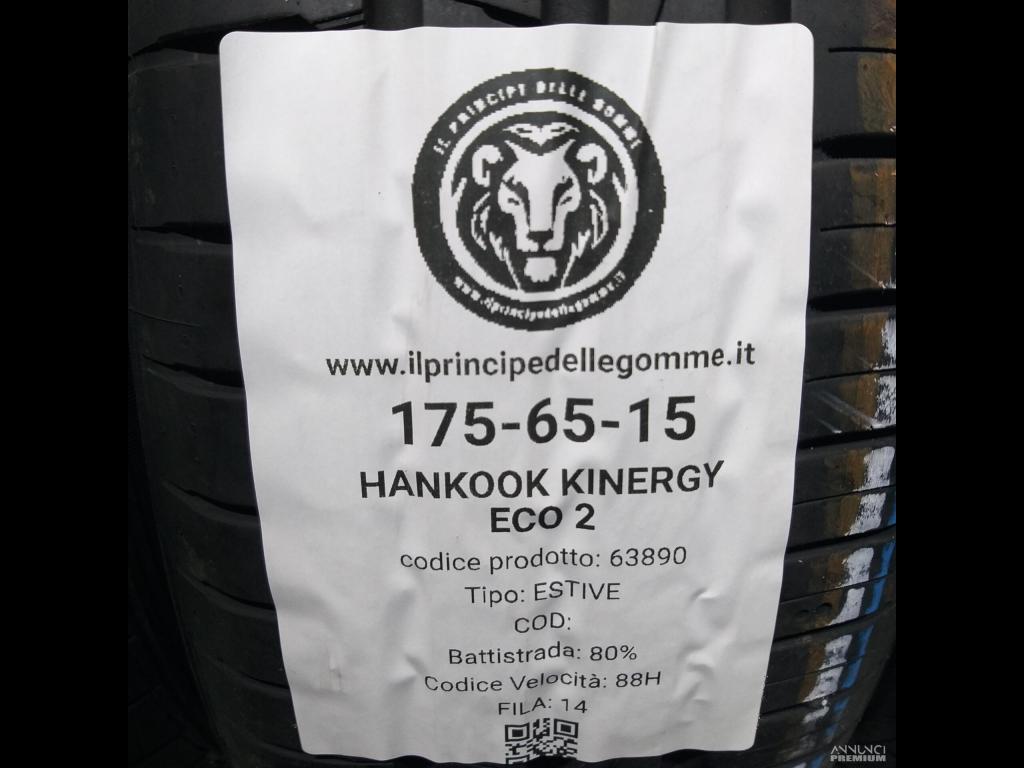 IL PRINCIPE DELLE GOMME
www.ilprincipedellegomme.it
www.ilprincipedellegomme.it
175-65-15
HANKOOK KINERGY
ECO 2
codice prodotto: 63890
Tipo: ESTIVE
COD:
Battistrada: 80%
Codice Velocità: 88H
FILA: 14
ANNUNCI
PREMIUM